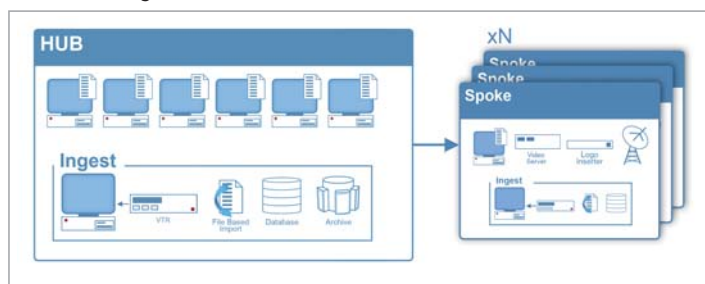 HUB
Ingest
VTR
File Based
Import
Database
Archive
xN
Spoke
Spoke
Spoke
Video
Server
Logo
Inserter
Ingest